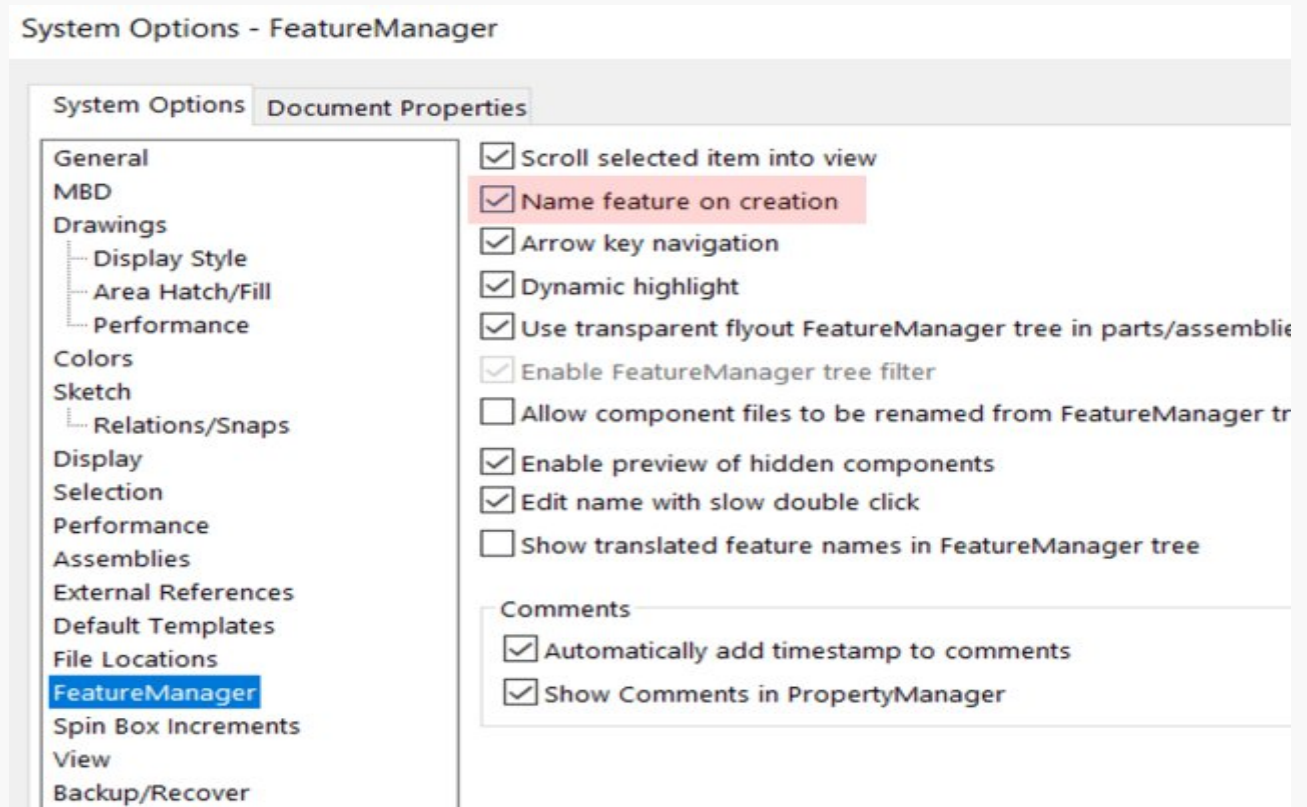 System Options - FeatureManager
System Options
Document Properties
General
MBD
Drawings
Display Style
Area Hatch/Fill
Performance
Colors
Sketch
Relations/Snaps
Display
Selection
Performance
Assemblies
External References
Default Templates
File Locations
FeatureManager
Spin Box Increments
View
Backup/Recover
Scroll selected item into view
Name feature on creation
Arrow key navigation
Dynamic highlight
Use transparent flyout FeatureManager tree in parts/assemblie
Enable FeatureManager tree filter
Allow component files to be renamed from FeatureManager tr
Enable preview of hidden components
Edit name with slow double click
Show translated feature names in FeatureManager tree
Comments
Automatically add timestamp to comments
Show Comments in PropertyManager